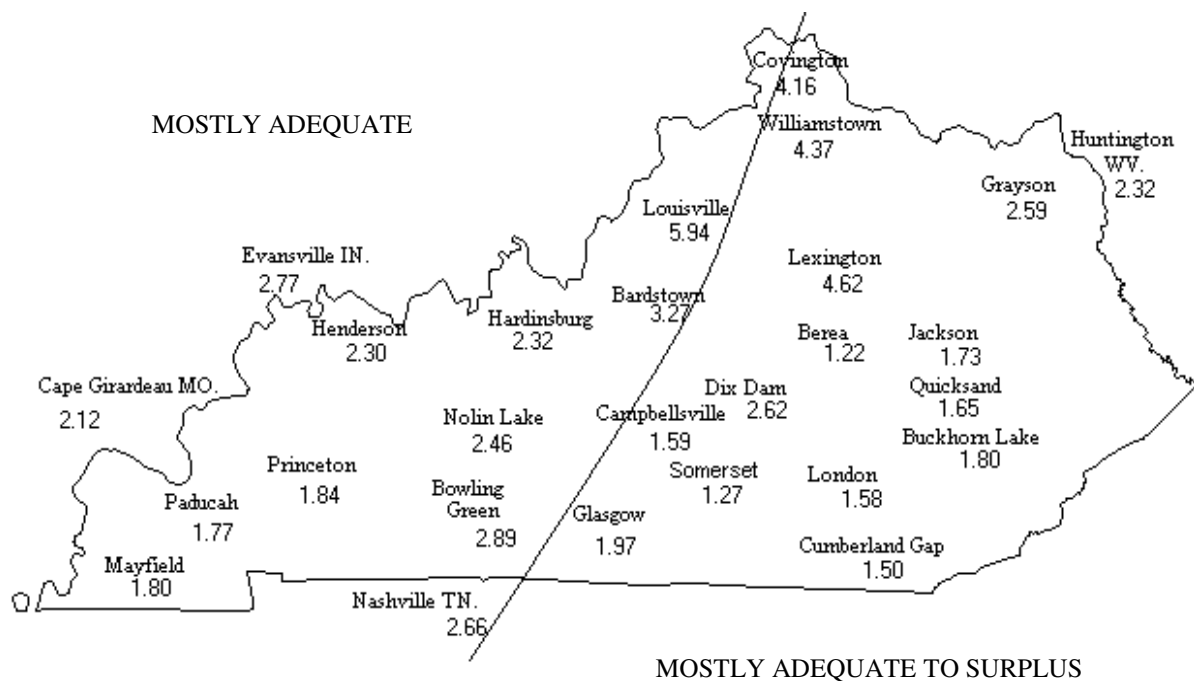 Covington
4.16
MOSTLY ADEQUATE
Williamstown
4.37
Huntington
WV.
2.32
Grayson
2.59
Louisville
5.94
Evansville IN.
2.77
Lexington
4.62
Bardstown
3.27
Henderson
2.30
Hardinsburg
2.32
Berea
1.22
Jackson
1.73
Cape Girardeau MO.
2.12
Dix Dam
2.62
Quicksand
1.65
Nolin Lake
2.46
Campbellsville
1.59
Buckhorn Lake
1.80
Princeton
1.84
Somerset
1.27
London
1.58
Paducah
1.77
Bowling
Green
2.89
Glasgow
1.97
Mayfield
1.80
Cumberland Gap
1.50
Nashville TN.
2.66
MOSTLY ADEQUATE TO SURPLUS